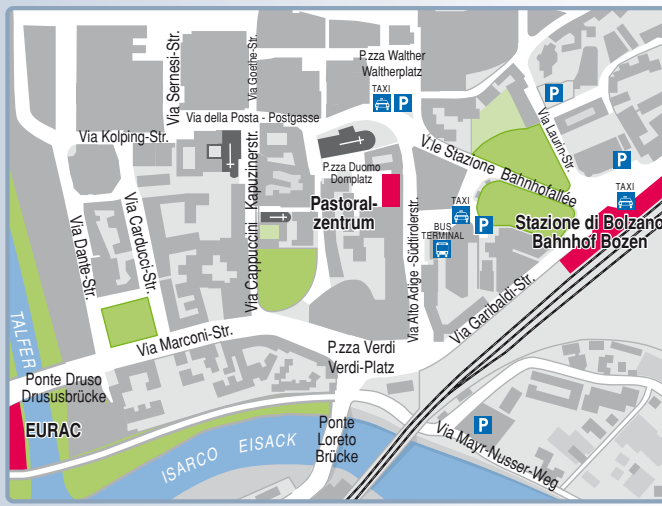 Via Sernesi-Str.
Via Goethe-Str.
P.zza Walther
Waltherplatz
TAXI
P
P
Via della Posta - Postgasse
Via Kolping-Str.
Via Laurin-Str.
V.le Stazione Bahnhofallée
P
P.zza Duomo
Domplatz
Via Cappuccini Kapuzinerstr.
Pastoral-
zentrum
TAXI
TAXI
P
BUS
TERMINAL
Stazione di Bolzano
Bahnhof Bozen
Via Dante-Str.
Via Carducci-Str.
Via Alto Adige -Südtirolerstr.
Via Garibaldi-Str.
TALFER
Via Marconi-Str.
P.zza Verdi
Verdi-Platz
Ponte Druso
Drususbrücke
EURAC
ISARCO EISACK
Ponte
Loreto
Brücke
P
Via Mayr-Nusser-Weg